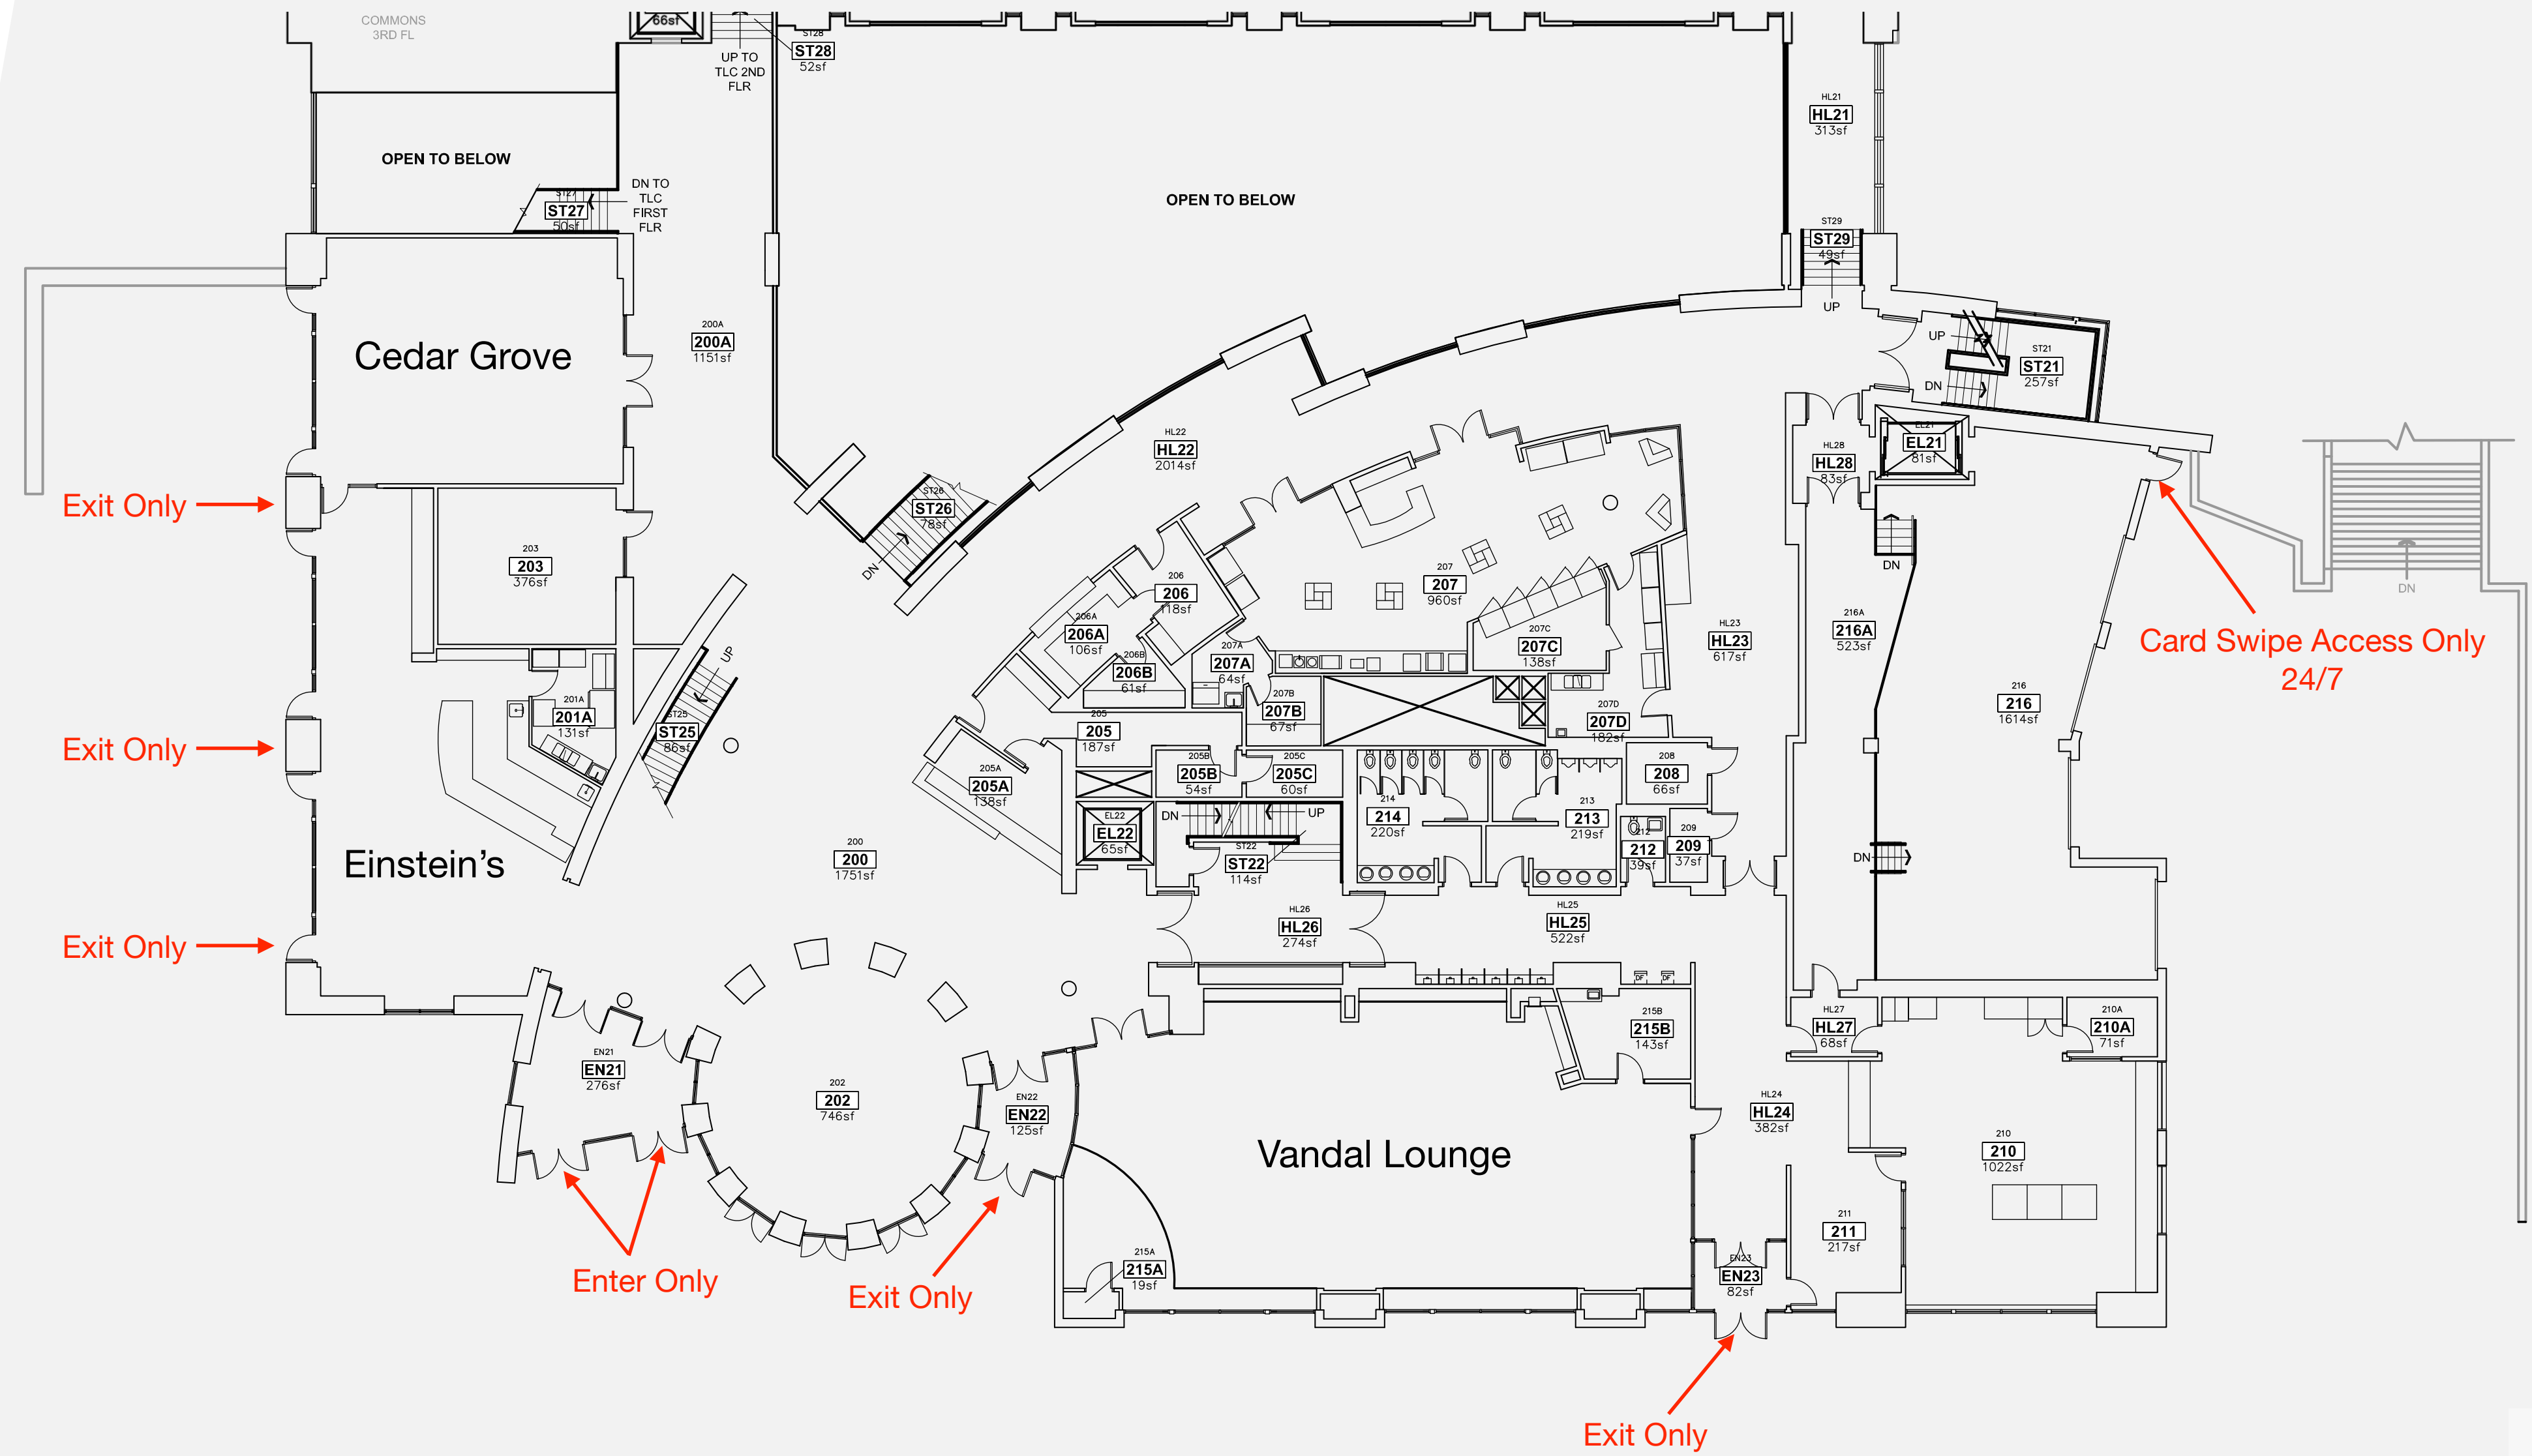 COMMONS
3RD FL
66sf
UP TO
TLC 2ND
FLR
ST28
ST28
52sf
HL21
HL21
313sf
OPEN TO BELOW
DN TO
TLC
FIRST
FLR
ST27
ST27
50sf
OPEN TO BELOW
ST29
ST29
49sf
UP
Cedar Grove
200A
200A
1151sf
UP
DN
ST21
ST21
257sf
HL22
HL22
2014sf
EL21
EL21
81sf
HL28
HL28
83sf
Exit Only
ST26
ST26
78sf
DN
203
203
376sf
206
206
118sf
207
207
960sf
DN
DN
206A
206A
106sf
206B
206B
61sf
207A
207A
64sf
207C
207C
138sf
HL23
HL23
617sf
216A
216A
523sf
Card Swipe Access Only
24/7
UP
201A
201A
131sf
ST25
ST25
86sf
205
205
187sf
207B
207B
67sf
207D
207D
182sf
216
216
1614sf
Exit Only
205A
205A
138sf
205B
205B
54sf
205C
205C
60sf
208
208
66sf
EL22
EL22
65sf
DN
UP
214
214
220sf
213
213
219sf
212
212
39sf
209
209
37sf
Einstein's
200
200
1751sf
ST22
ST22
114sf
DN
Exit Only
HL26
HL26
274sf
HL25
HL25
522sf
DF
DF
215B
215B
143sf
HL27
HL27
68sf
210A
210A
71sf
EN21
EN21
276sf
202
202
746sf
EN22
EN22
125sf
HL24
HL24
382sf
Vandal Lounge
210
210
1022sf
211
211
217sf
Enter Only
Exit Only
215A
215A
19sf
EN23
EN23
82sf
Exit Only